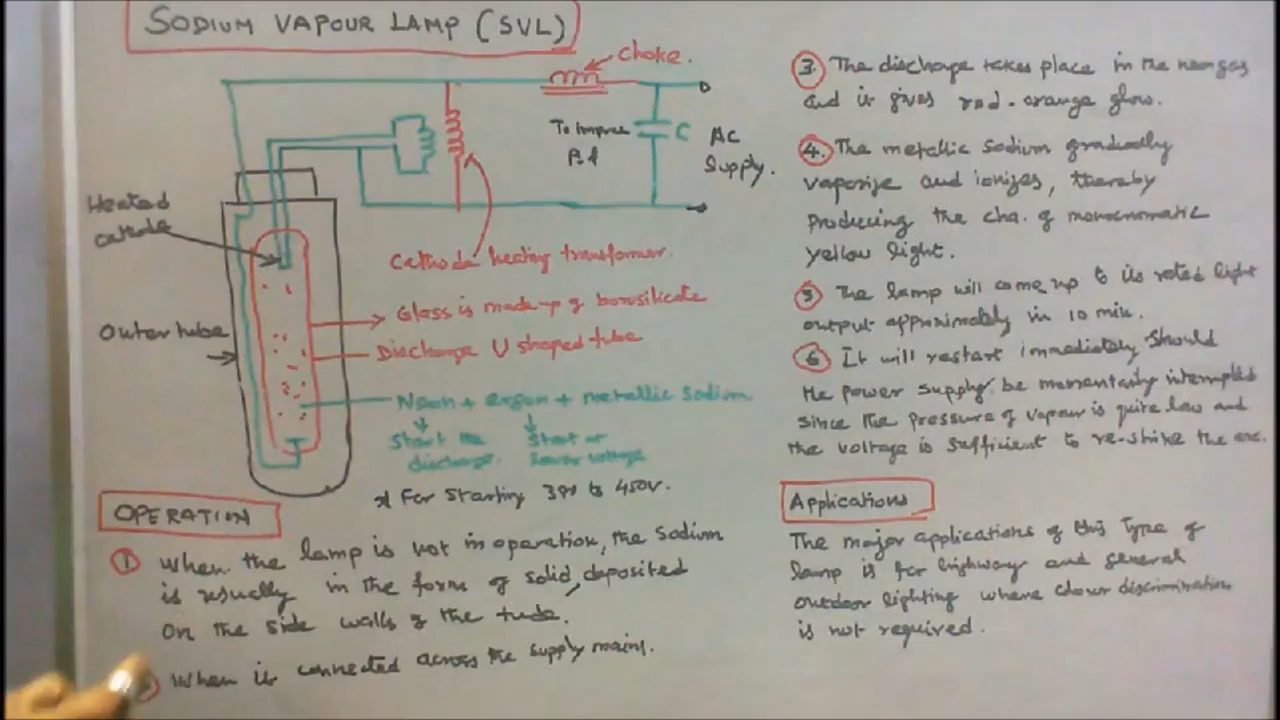 SODIUM VAPOUR LAMP (SVL)
choke.
To Improve
P.f
C
AC
Supply.
Heated
cathode
Cathode heating transformer.
Glass is made up of borosilicate
Outer tube
Discharge U shaped tube
Neon + argon + metallic sodium
Start the
discharge.
Start at
lower voltage
For starting 390 to 450V.
OPERATION
① When the lamp is not in operation, the sodium
is usually in the form of solid, deposited
on the side walls of the tude.
When it connected across the supply mains.
③ The discharge takes place in the neon gas
and it gives red-orange glow.
④ The metallic sodium gradually
vaporize and ionizes, thereby
producing the cha. of monocromatic
yellow light.
⑤ The lamp will come up to its rated light
output approximately in 10 min.
⑥ It will restart immediately should
the power supply be momentarily interrupted
since the pressure of vapour is quite low and
the voltage is sufficient to re-strike the arc.
Applications
The major applications of this type of
lamp is for highway and general
outdoor lighting where colour discrimination
is not required.